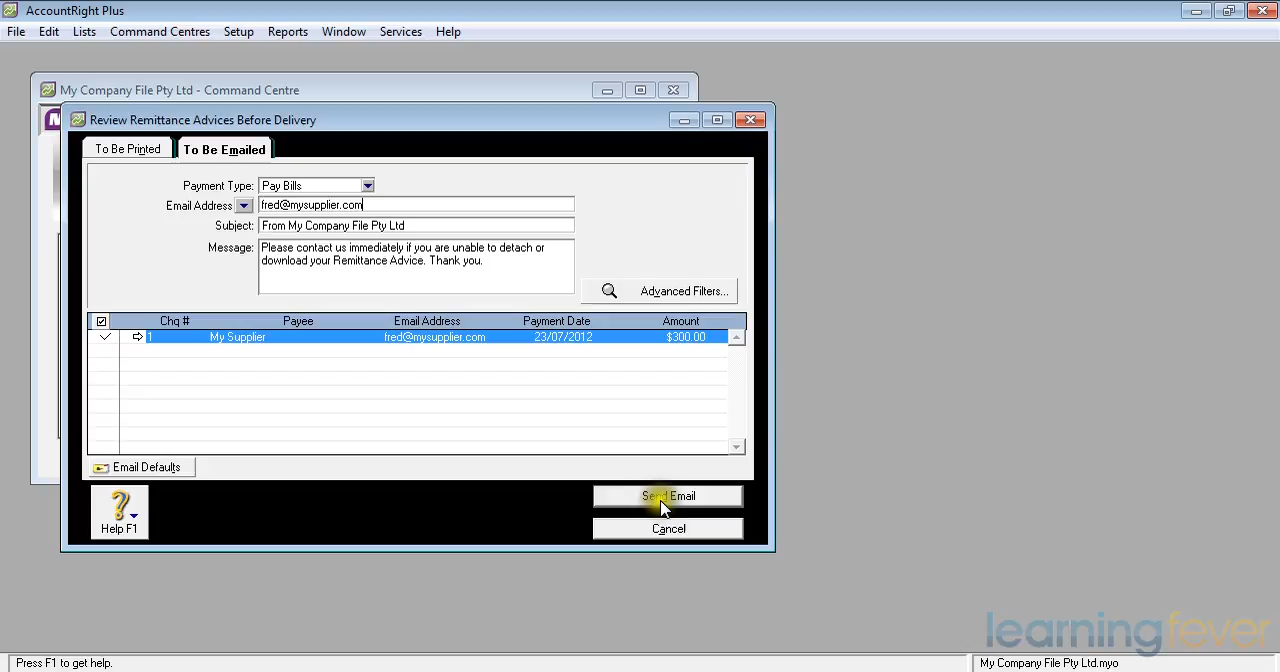 AccountRight Plus
File Edit Lists Command Centres Setup Reports Window Services Help
My Company File Pty Ltd - Command Centre
Review Remittance Advices Before Delivery
To Be Printed To Be Emailed
Payment Type: Pay Bills
Email Address fred@mysupplier.com
Subject: From My Company File Pty Ltd
Message: Please contact us immediately if you are unable to detach or
download your Remittance Advice. Thank you.
Advanced Filters...
Chq # Payee Email Address Payment Date Amount
1 My Supplier fred@mysupplier.com 23/07/2012 $300.00
Email Defaults
Send Email
Help F1
Cancel
learningfever
Press F1 to get help. My Company File Pty Ltd.myo